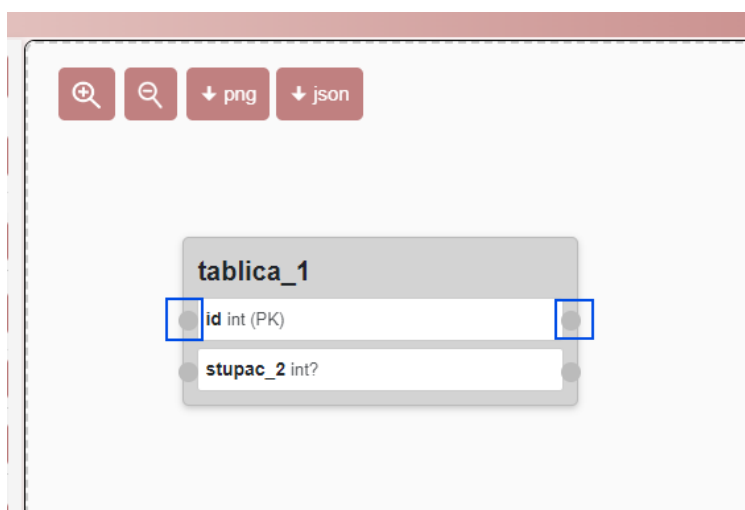 png
json
tablica_1
id int (PK)
stupac_2 int?